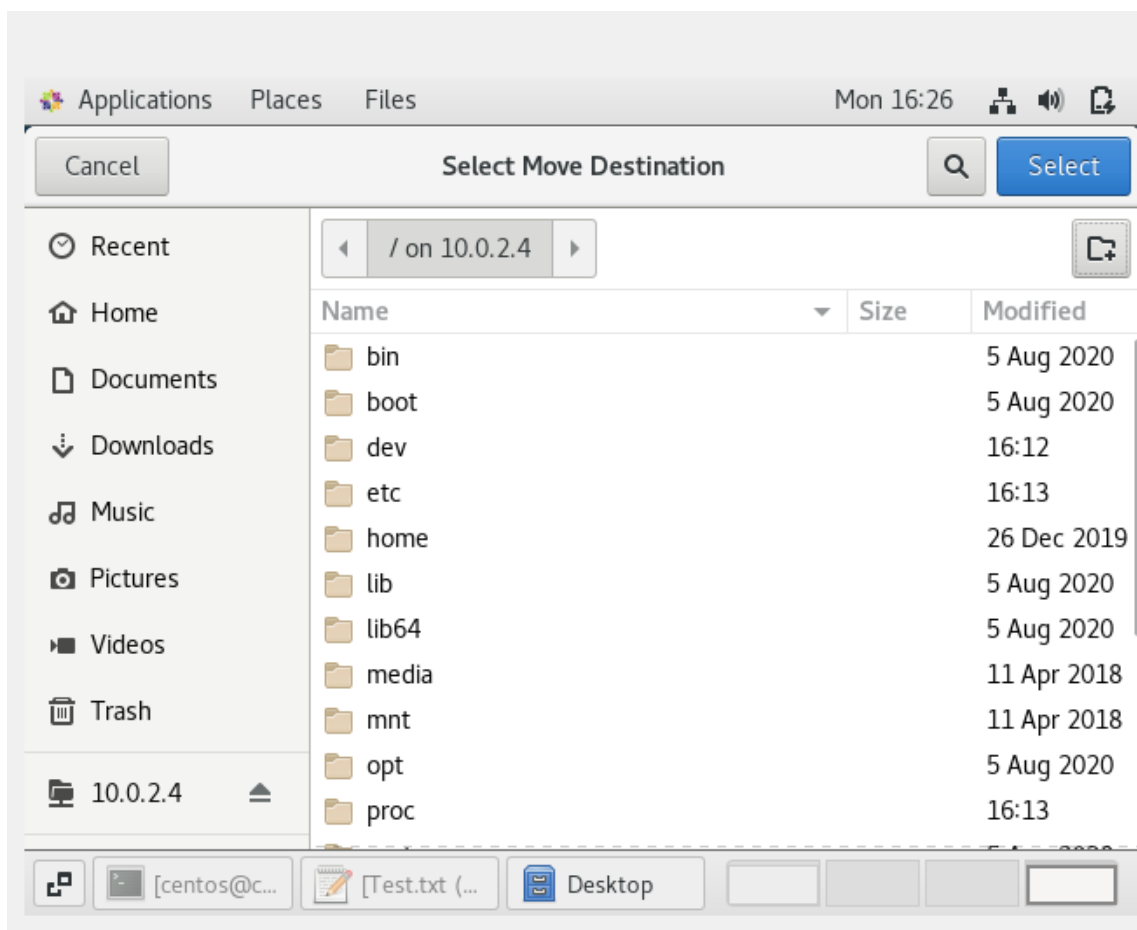 Applications Places Files Mon 16:26
Cancel Select Move Destination Select
Recent
Home
Documents
Downloads
Music
Pictures
Videos
Trash
10.0.2.4
/ on 10.0.2.4
Name Size Modified
bin 5 Aug 2020
boot 5 Aug 2020
dev 16:12
etc 16:13
home 26 Dec 2019
lib 5 Aug 2020
lib64 5 Aug 2020
media 11 Apr 2018
mnt 11 Apr 2018
opt 5 Aug 2020
proc 16:13
[centos@c... [Test.txt (... Desktop